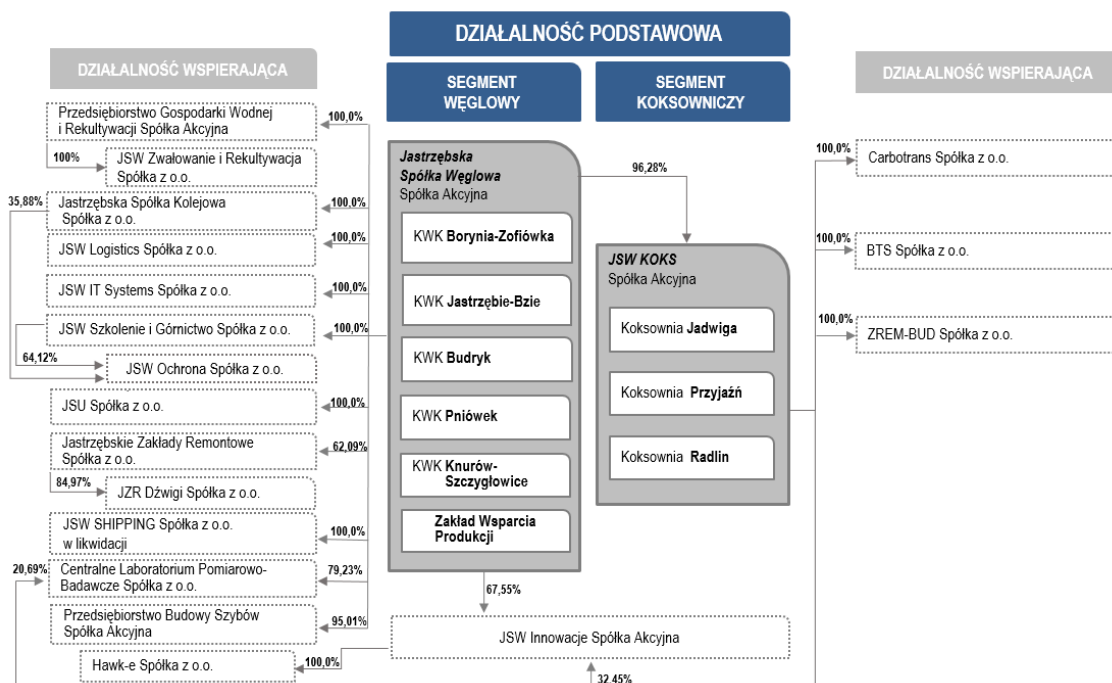 DZIAŁALNOŚĆ PODSTAWOWA
DZIAŁALNOŚĆ WSPIERAJĄCA
SEGMENT
WĘGLOWY
SEGMENT
KOKSOWNICZY
DZIAŁALNOŚĆ WSPIERAJĄCA
Przedsiębiorstwo Gospodarki Wodnej
i Rekultywacji Spółka Akcyjna
100,0%
100%
JSW Zwałowanie i Rekultywacja
Spółka z o.o.
35,88%
Jastrzębska Spółka Kolejowa
Spółka z o.o.
100,0%
JSW Logistics Spółka z o.o.
100,0%
JSW IT Systems Spółka z o.o.
100,0%
JSW Szkolenie i Górnictwo Spółka z o.o.
100,0%
64,12%
JSW Ochrona Spółka z o.o.
JSU Spółka z o.o.
100,0%
Jastrzębskie Zakłady Remontowe
Spółka z o.o.
62,09%
84,97%
JZR Dźwigi Spółka z o.o.
JSW SHIPPING Spółka z o.o.
w likwidacji
100,0%
20,69%
Centralne Laboratorium Pomiarowo-
Badawcze Spółka z o.o.
79,23%
Przedsiębiorstwo Budowy Szybów
Spółka Akcyjna
95,01%
Hawk-e Spółka z o.o.
100,0%
Jastrzębska
Spółka Węglowa
Spółka Akcyjna
KWK Borynia-Zofiówka
KWK Jastrzębie-Bzie
KWK Budryk
KWK Pniówek
KWK Knurów-
Szczygłowice
Zakład Wsparcia
Produkcji
67,55%
JSW Innowacje Spółka Akcyjna
32,45%
96,28%
JSW KOKS
Spółka Akcyjna
Koksownia Jadwiga
Koksownia Przyjaźń
Koksownia Radlin
100,0%
Carbotrans Spółka z o.o.
100,0%
BTS Spółka z o.o.
100,0%
ZREM-BUD Spółka z o.o.